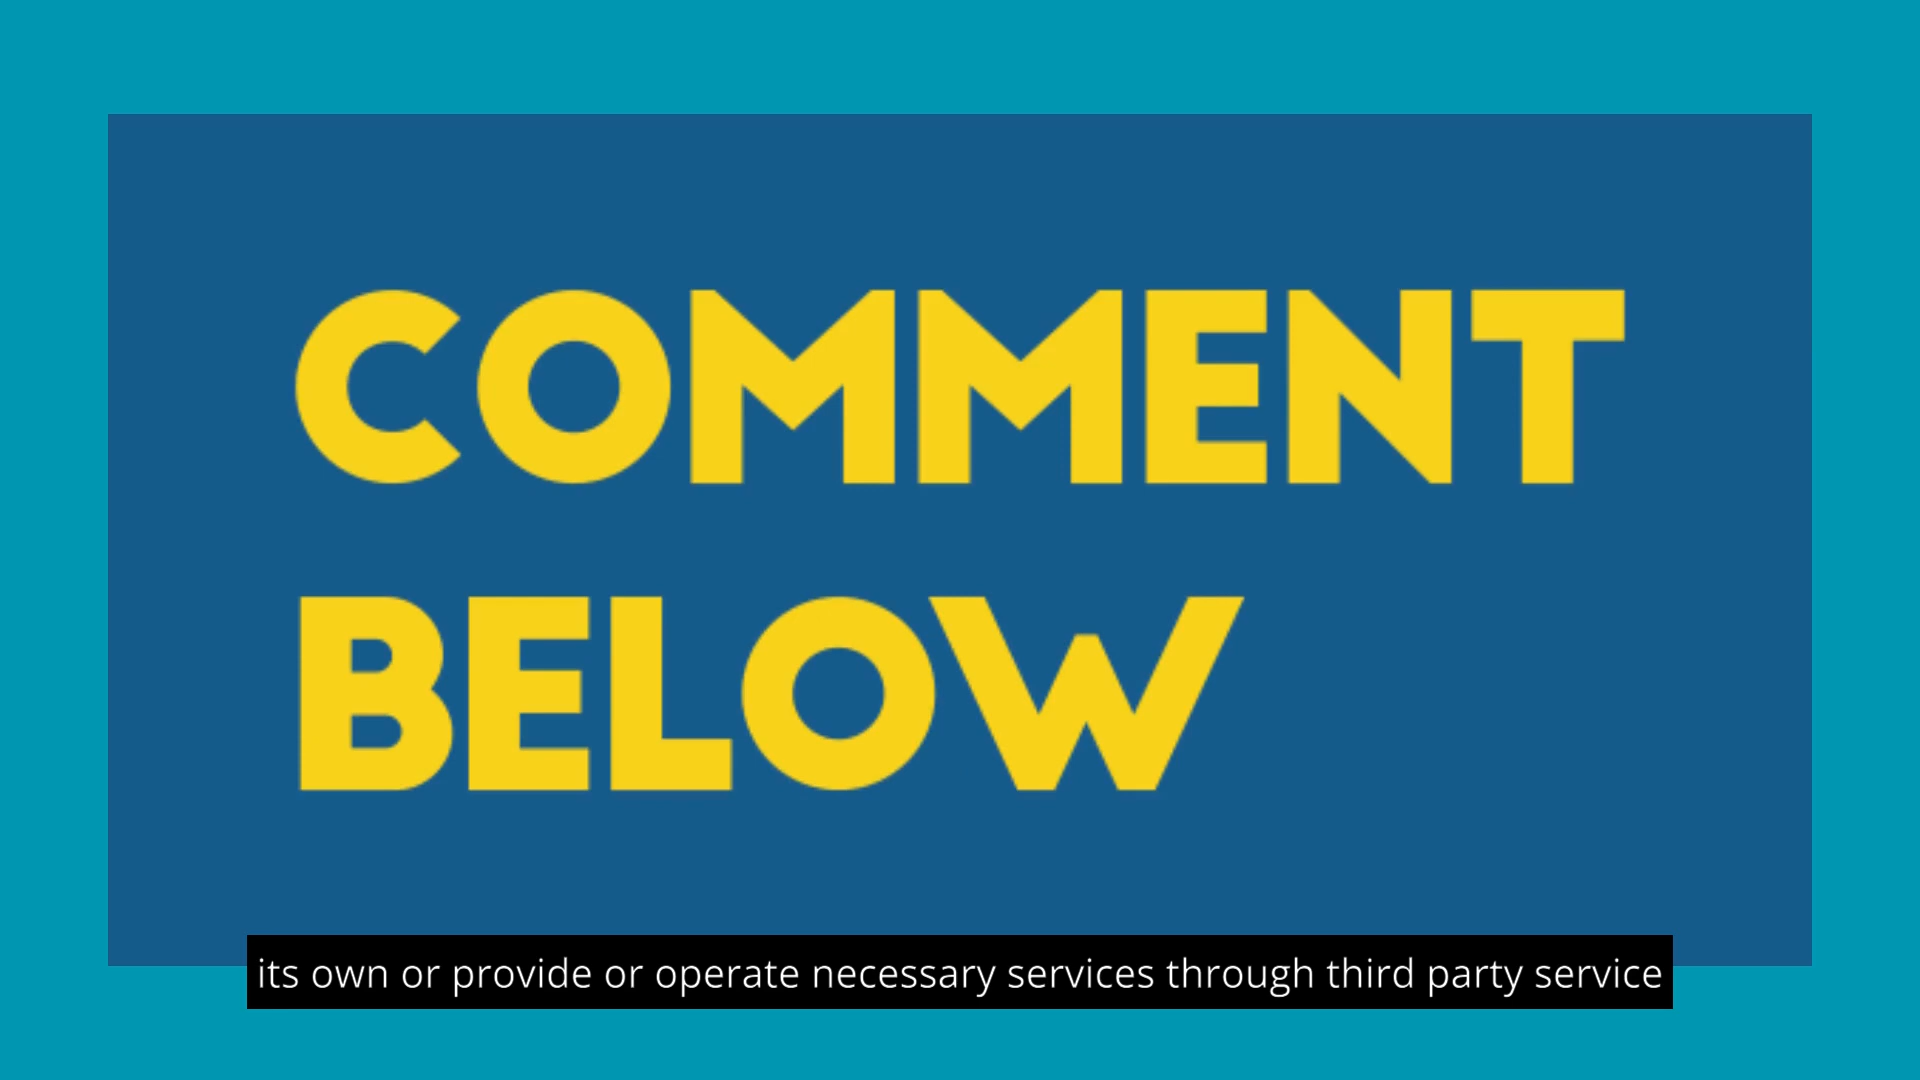 COMMENT
BELOW
its own or provide or operate necessary services through third party service